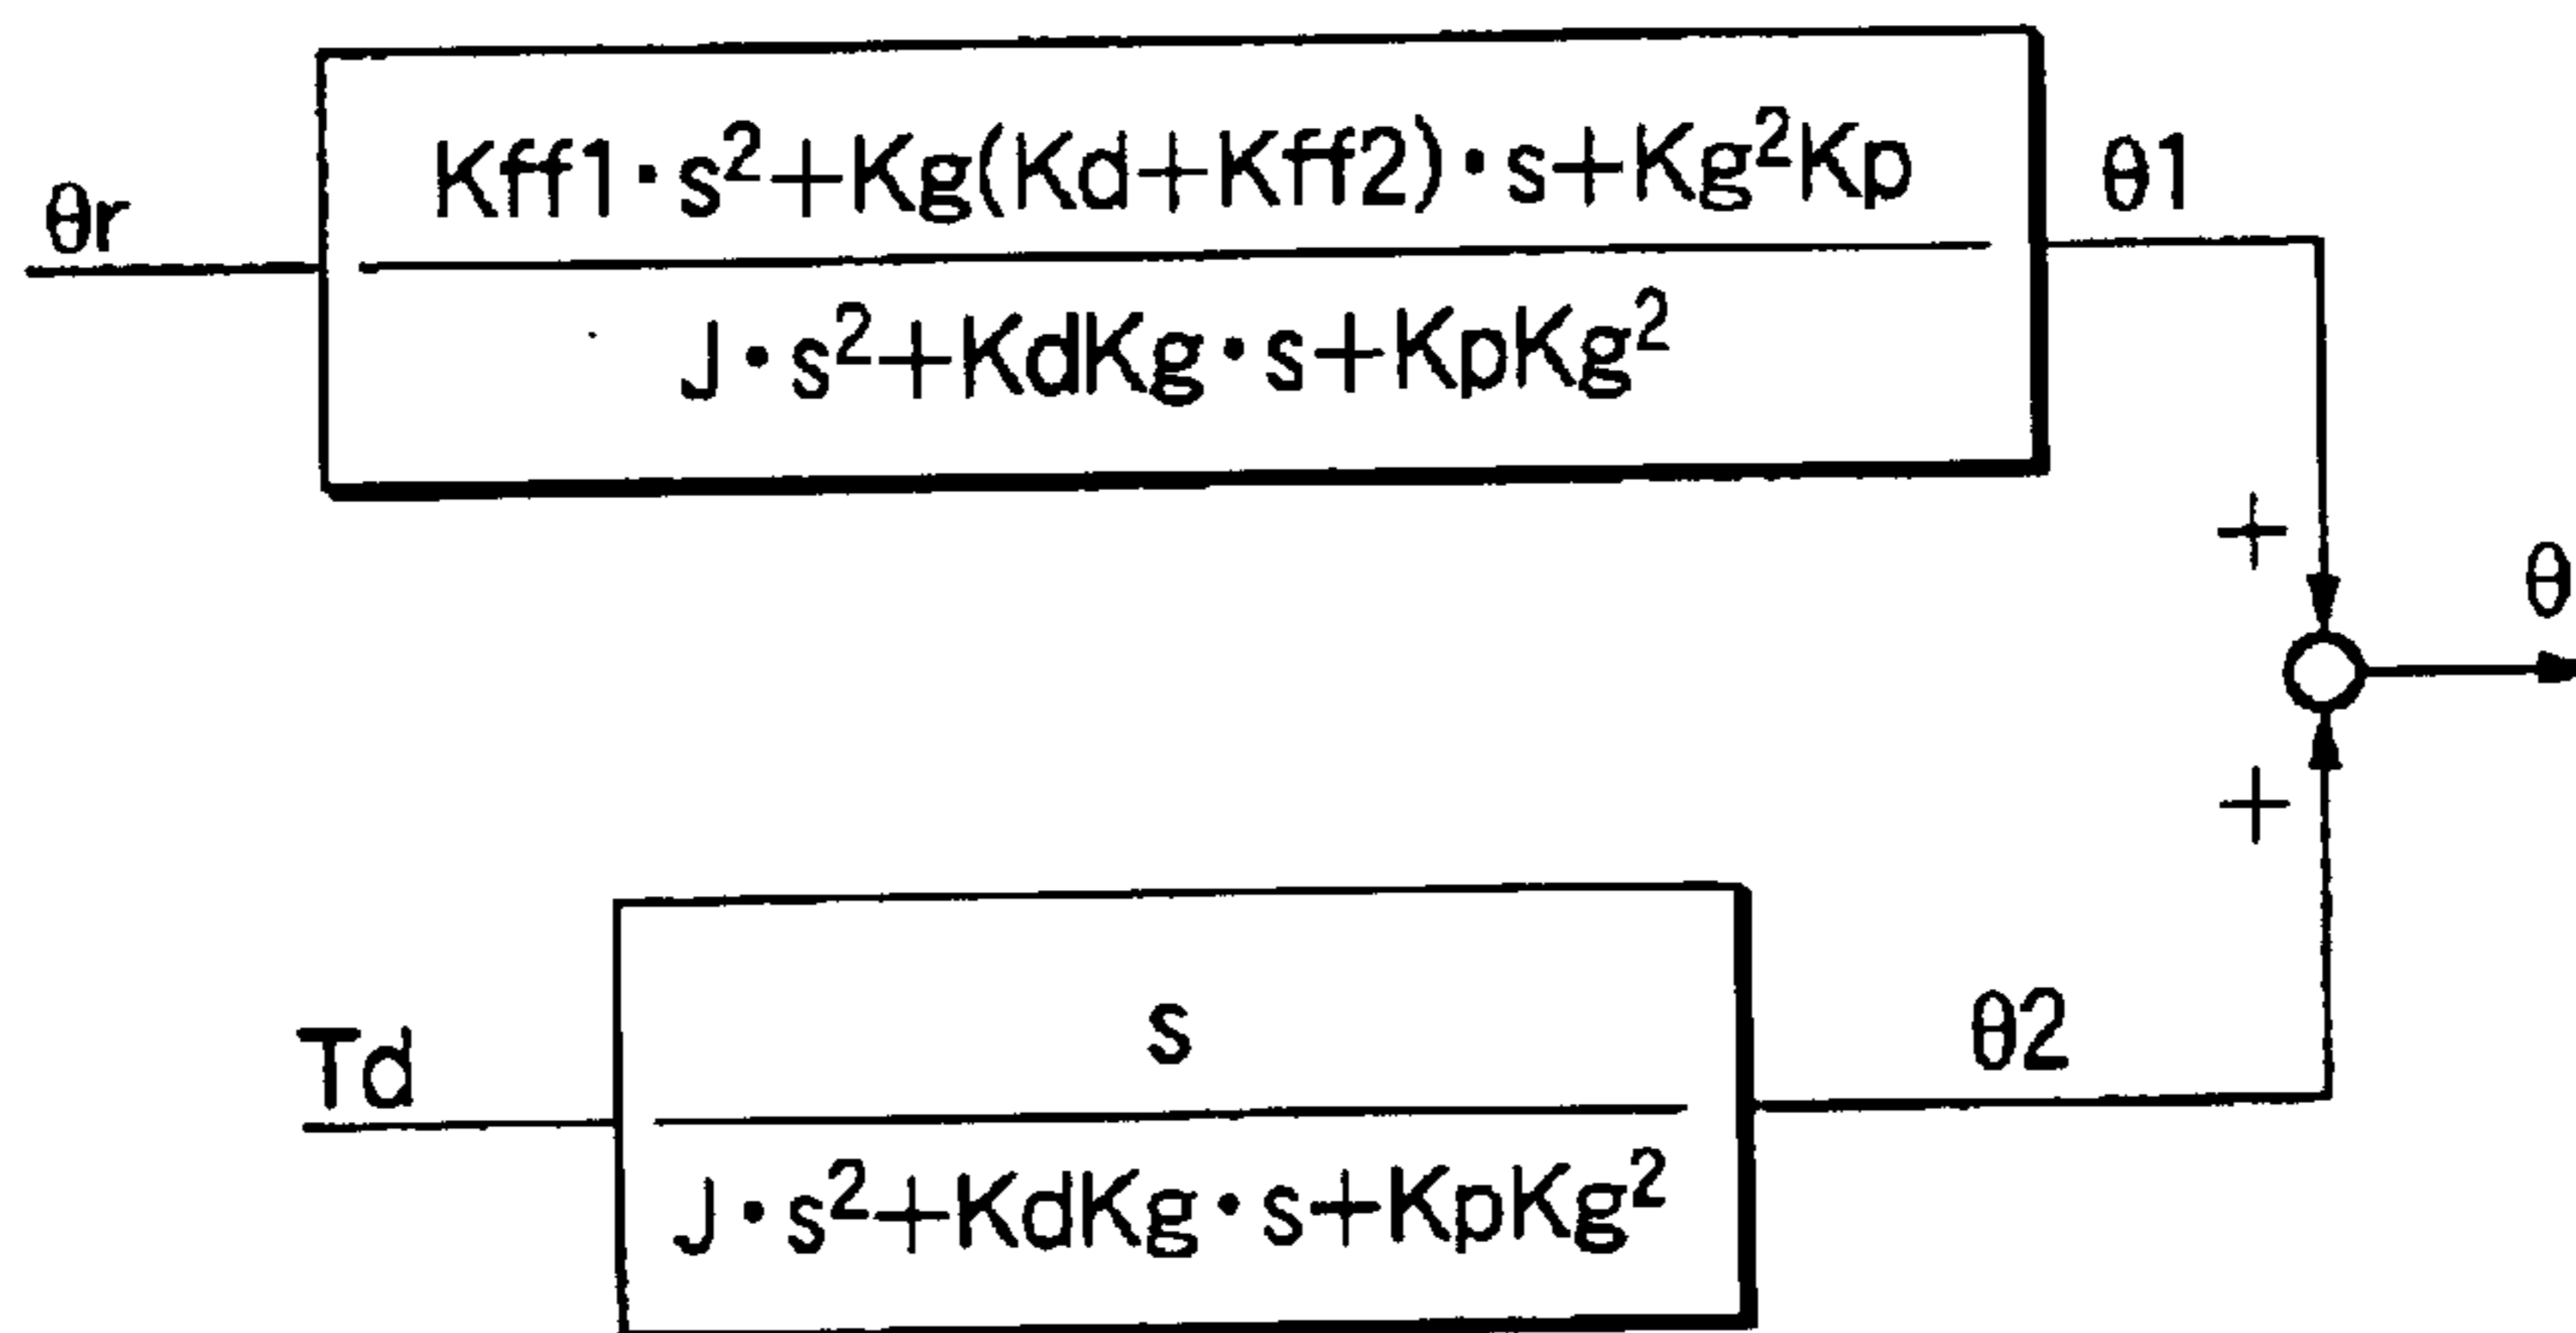 Kff1·s²+Kg(Kd+Kff2)·s+Kg²Kp
θr
θ1
J·s²+KdKg·s+KpKg²
+
θ
+
s
Td
θ2
J·s²+KdKg·s+KpKg²